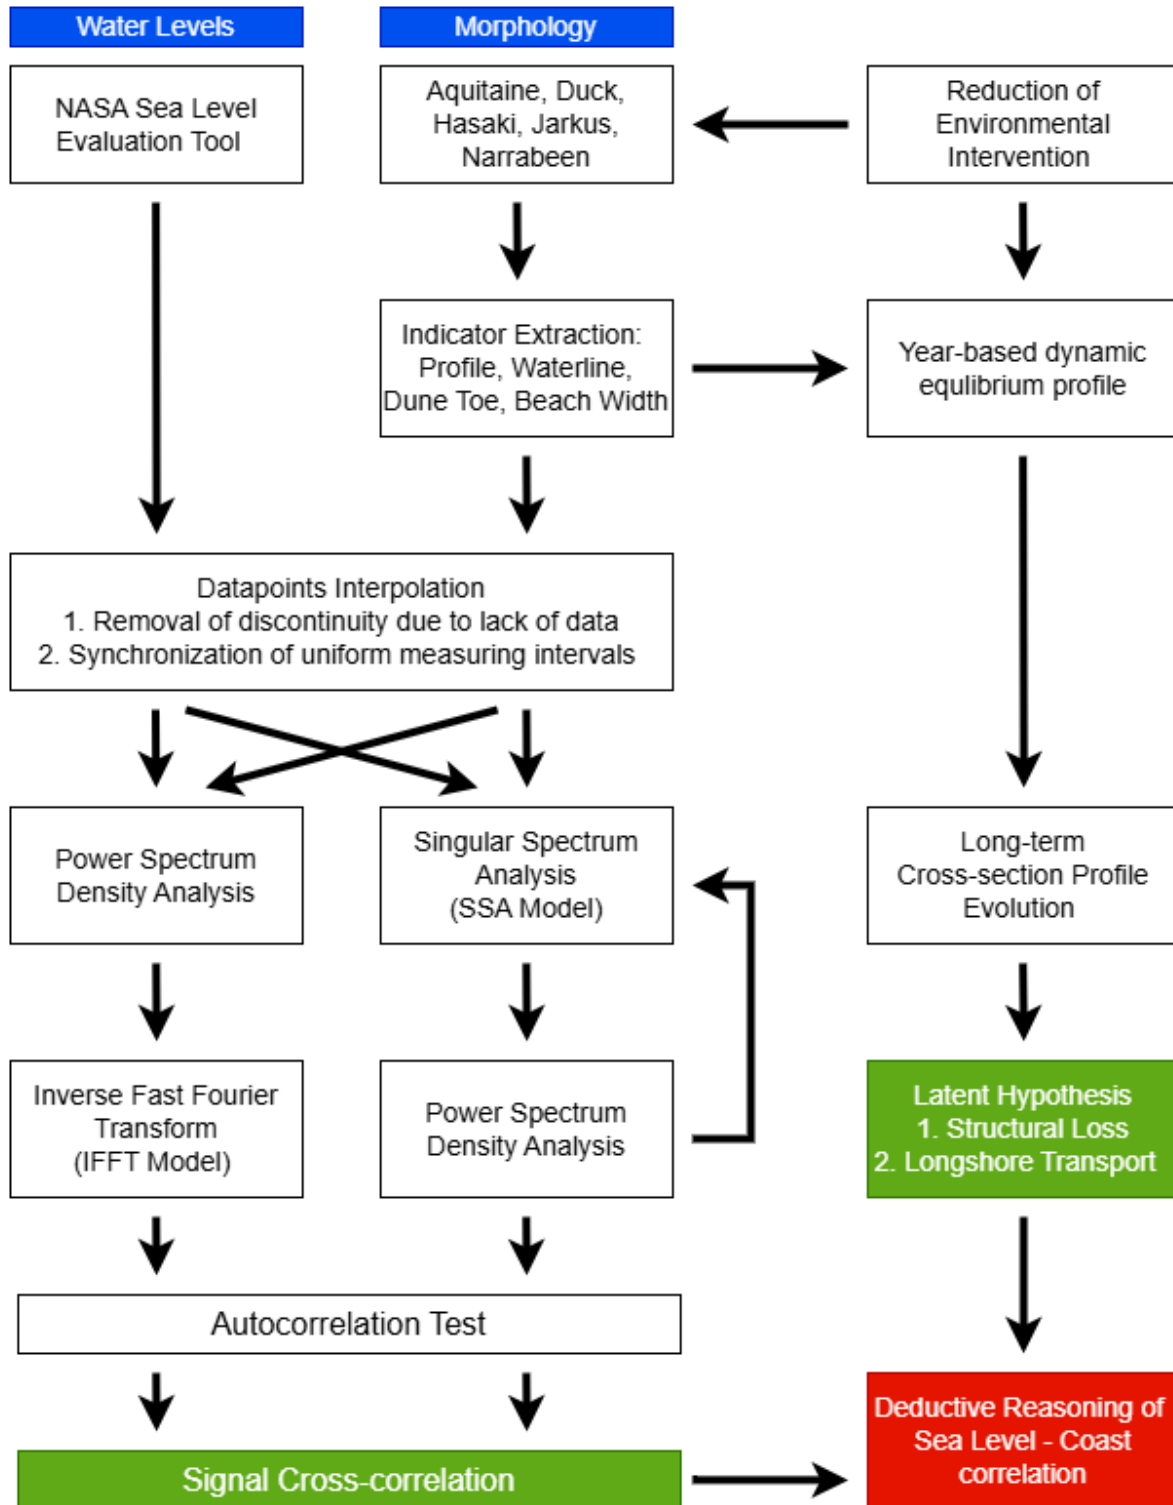 Water Levels
Morphology
NASA Sea Level
Evaluation Tool
Aquitaine, Duck,
Hasaki, Jarkus,
Narrabeen
Reduction of
Environmental
Intervention
Indicator Extraction:
Profile, Waterline,
Dune Toe, Beach Width
Year-based dynamic
equlibrium profile
Datapoints Interpolation
1. Removal of discontinuity due to lack of data
2. Synchronization of uniform measuring intervals
Power Spectrum
Density Analysis
Singular Spectrum
Analysis
(SSA Model)
Long-term
Cross-section Profile
Evolution
Inverse Fast Fourier
Transform
(IFFT Model)
Power Spectrum
Density Analysis
Latent Hypothesis
1. Structural Loss
2. Longshore Transport
Autocorrelation Test
Signal Cross-correlation
Deductive Reasoning of
Sea Level - Coast
correlation